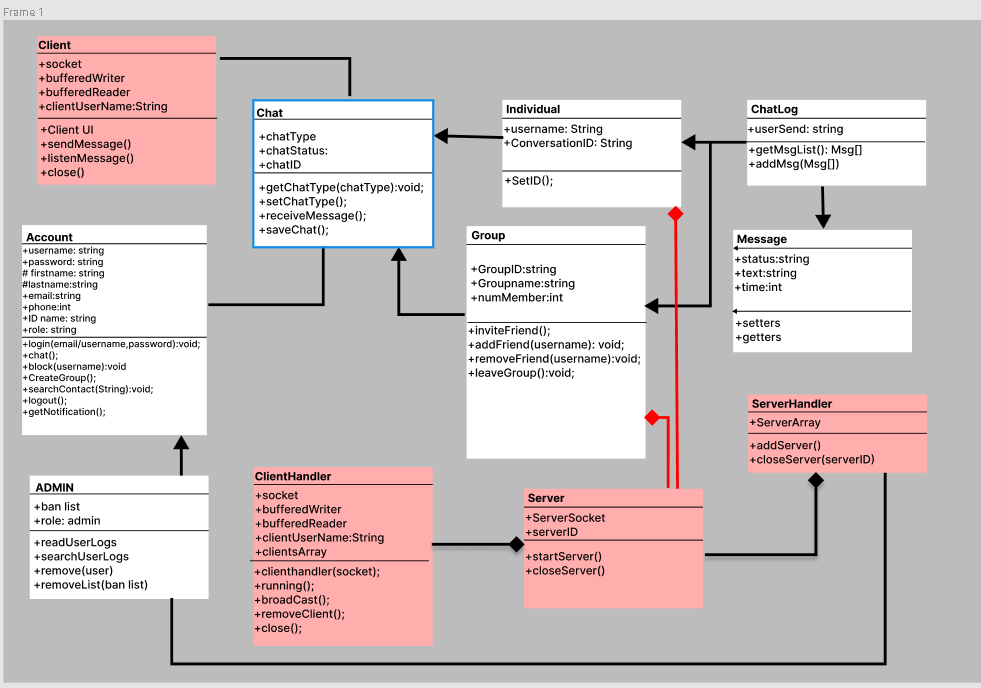 Frame 1
Client
+socket
+bufferedWriter
+bufferedReader
+clientUserName:String
+Client UI
+sendMessage()
+listenMessage()
+close()
Chat
+chatType
+chatStatus:
+chatID
+getChatType(chatType):void;
+setChatType();
+receiveMessage();
+saveChat();
Individual
+username: String
+ConversationID: String
+SetID();
ChatLog
+userSend: string
+getMsgList(): Msg[]
+addMsg(Msg[])
Account
+username: string
+password: string
# firstname: string
#lastname:string
+email:string
+phone:int
+ID name: string
+role: string
+login(email/username,password):void;
+chat();
+block(username):void
+CreateGroup();
+searchContact(String):void;
+logout();
+getNotification();
Group
+GroupID:string
+Groupname:string
+numMember:int
+inviteFriend();
+addFriend(username): void;
+removeFriend(username):void;
+leaveGroup():void;
Message
+status:string
+text:string
+time:int
+setters
+getters
ServerHandler
+ServerArray
+addServer()
+closeServer(serverID)
ADMIN
+ban list
+role: admin
+readUserLogs
+searchUserLogs
+remove(user)
+removeList(ban list)
ClientHandler
+socket
+bufferedWriter
+bufferedReader
+clientUserName:String
+clientsArray
+clienthandler(socket);
+running();
+broadCast();
+removeClient();
+close();
Server
+ServerSocket
+serverID
+startServer()
+closeServer()